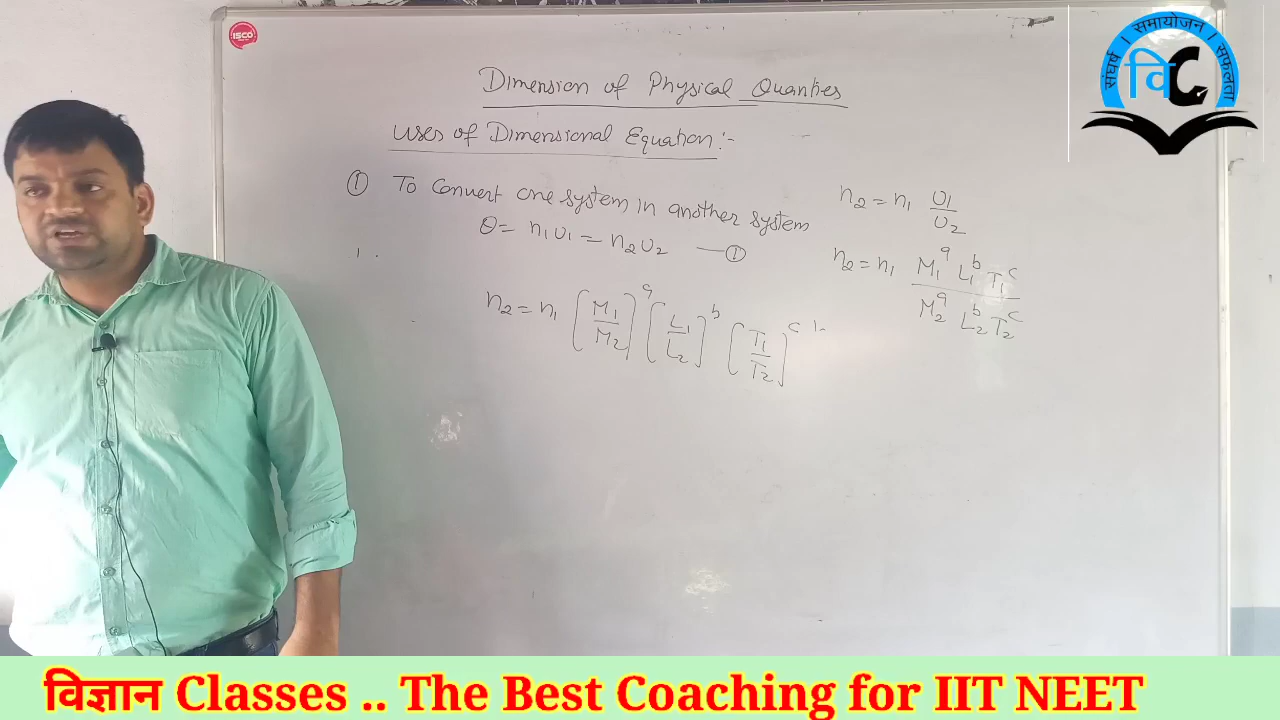 ISCO
Dimension of Physical Quanties
Uses of Dimensional Equation:-
① To Convert one system in another system
Q = n₁U₁ = n₂U₂ —①
n₂ = n₁ [M₁/M₂]ᵃ [L₁/L₂]ᵇ [T₁/T₂]ᶜ
n₂ = n₁ U₁/U₂
n₂ = n₁ M₁ᵃ L₁ᵇ T₁ᶜ / M₂ᵃ L₂ᵇ T₂ᶜ
संघर्ष । समायोजन । सफलता
वि C
विज्ञान Classes .. The Best Coaching for IIT NEET